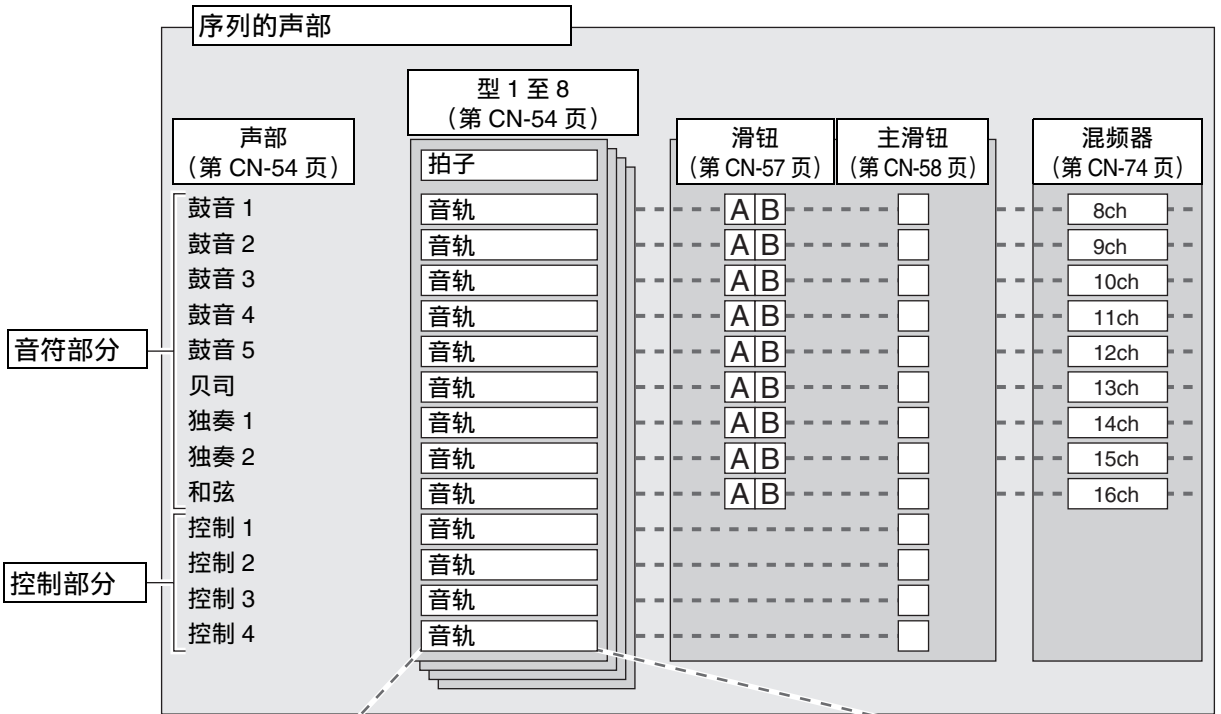 序列的声部
型 1 至 8
（第 CN-54 页）
声部
（第 CN-54 页）
滑钮
（第 CN-57 页）
主滑钮
（第 CN-58 页）
混频器
（第 CN-74 页）
拍子
鼓音 1 音轨 A B 8ch
鼓音 2 音轨 A B 9ch
鼓音 3 音轨 A B 10ch
鼓音 4 音轨 A B 11ch
音符部分 鼓音 5 音轨 A B 12ch
贝司 音轨 A B 13ch
独奏 1 音轨 A B 14ch
独奏 2 音轨 A B 15ch
和弦 音轨 A B 16ch
控制 1 音轨
控制部分 控制 2 音轨
控制 3 音轨
控制 4 音轨